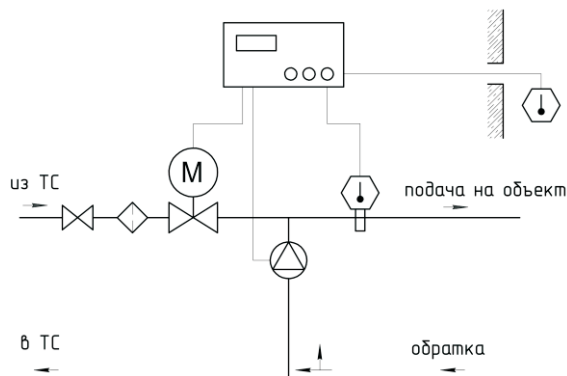 М
из ТС
подача на объект
в ТС
обратка